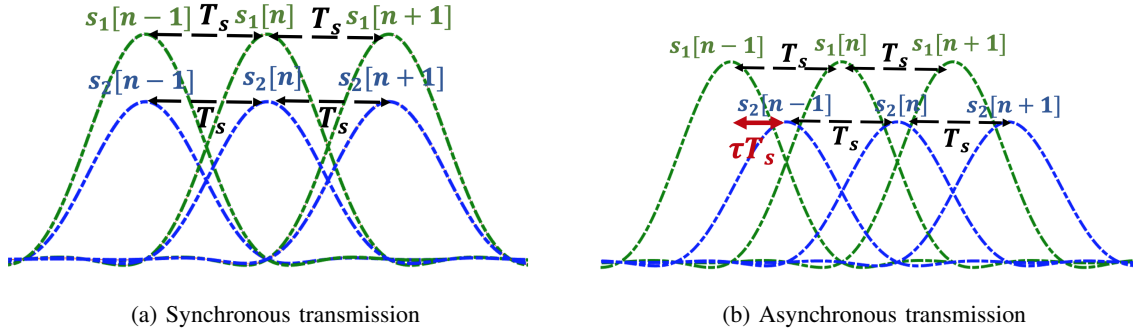 s₁[n − 1] Tₛ s₁[n] Tₛ s₁[n + 1]
s₂[n − 1] s₂[n] s₂[n + 1]
Tₛ Tₛ
(a) Synchronous transmission
s₁[n − 1] s₁[n] s₁[n + 1]
Tₛ Tₛ
s₂[n − 1] s₂[n] s₂[n + 1]
τTₛ Tₛ Tₛ
(b) Asynchronous transmission